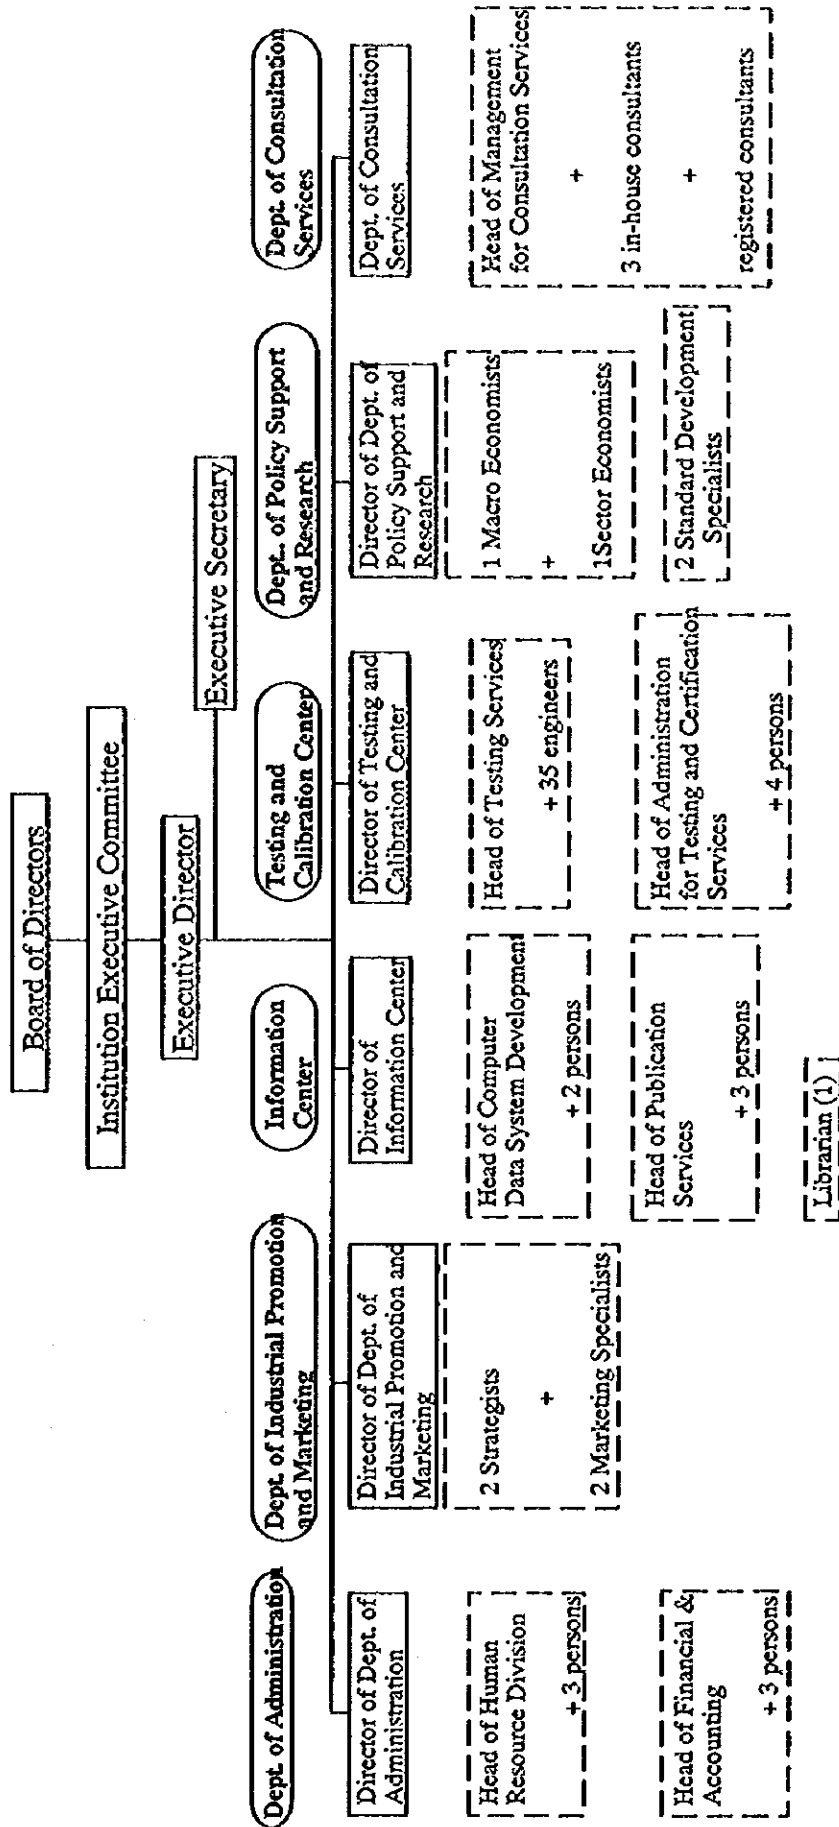 Board of Directors
Institution Executive Committee
Executive Director
Executive Secretary
Dept. of Administration
Dept. of Industrial Promotion
and Marketing
Information
Center
Testing and
Calibration Center
Dept.. of Policy Support
and Research
Dept. of Consultation
Services
Director of Dept. of
Administration
Director of Dept. of
Industrial Promotion and
Marketing
Director of
Information Center
Director of Testing and
Calibration Center
Director of Dept. of
Policy Support and
Research
Dept. of Consultation
Services
Head of Human
Resource Division
+3 persons
Head of Financial &
Accounting
+ 3 persons
2 Strategists
+
2 Marketing Specialists
Head of Computer
Data System Development
+ 2 persons
Head of Publication
Services
+ 3 persons
Librarian (1)
Head of Testing Services
+ 35 engineers
Head of Administration
for Testing and Certification
Services
+ 4 persons
1 Macro Economists
+
1Sector Economists
2 Standard Development
Specialists
Head of Management
for Consultation Services
+
3 in-house consultants
+
registered consultants